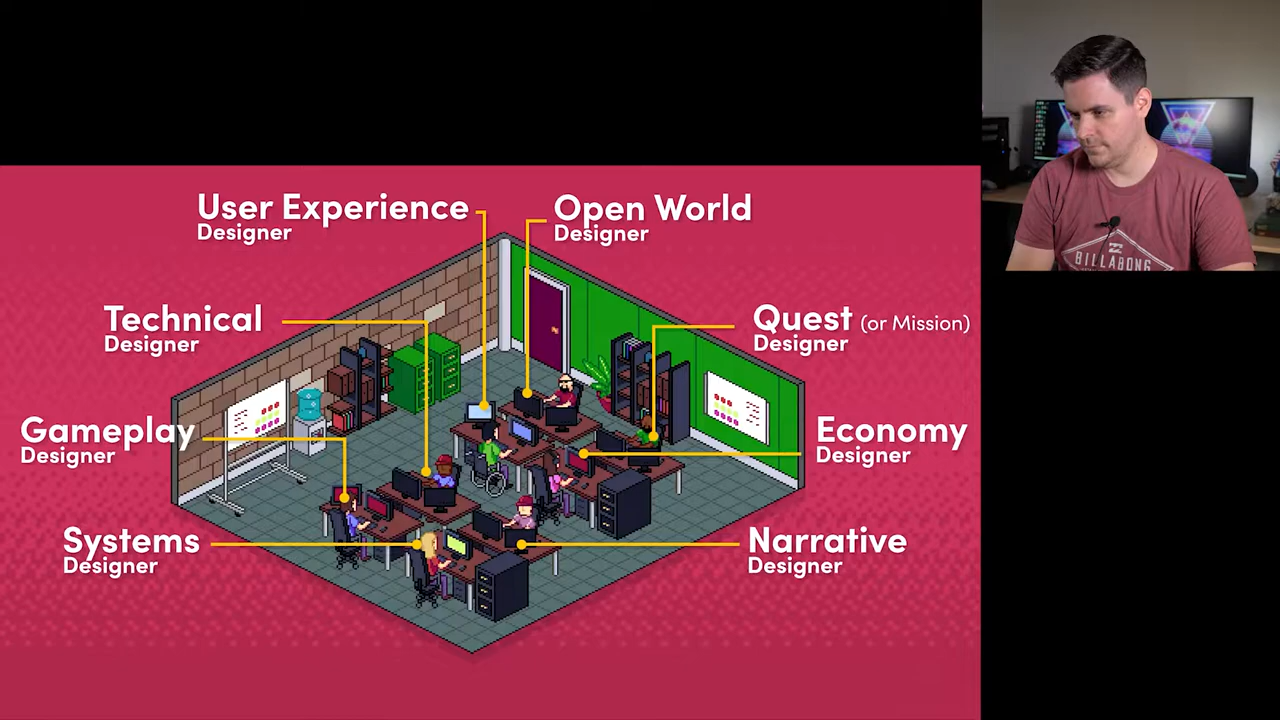 User Experience
Designer
Open World
Designer
Technical
Designer
Quest (or Mission)
Designer
Gameplay
Designer
Economy
Designer
Systems
Designer
Narrative
Designer
BILLABONG